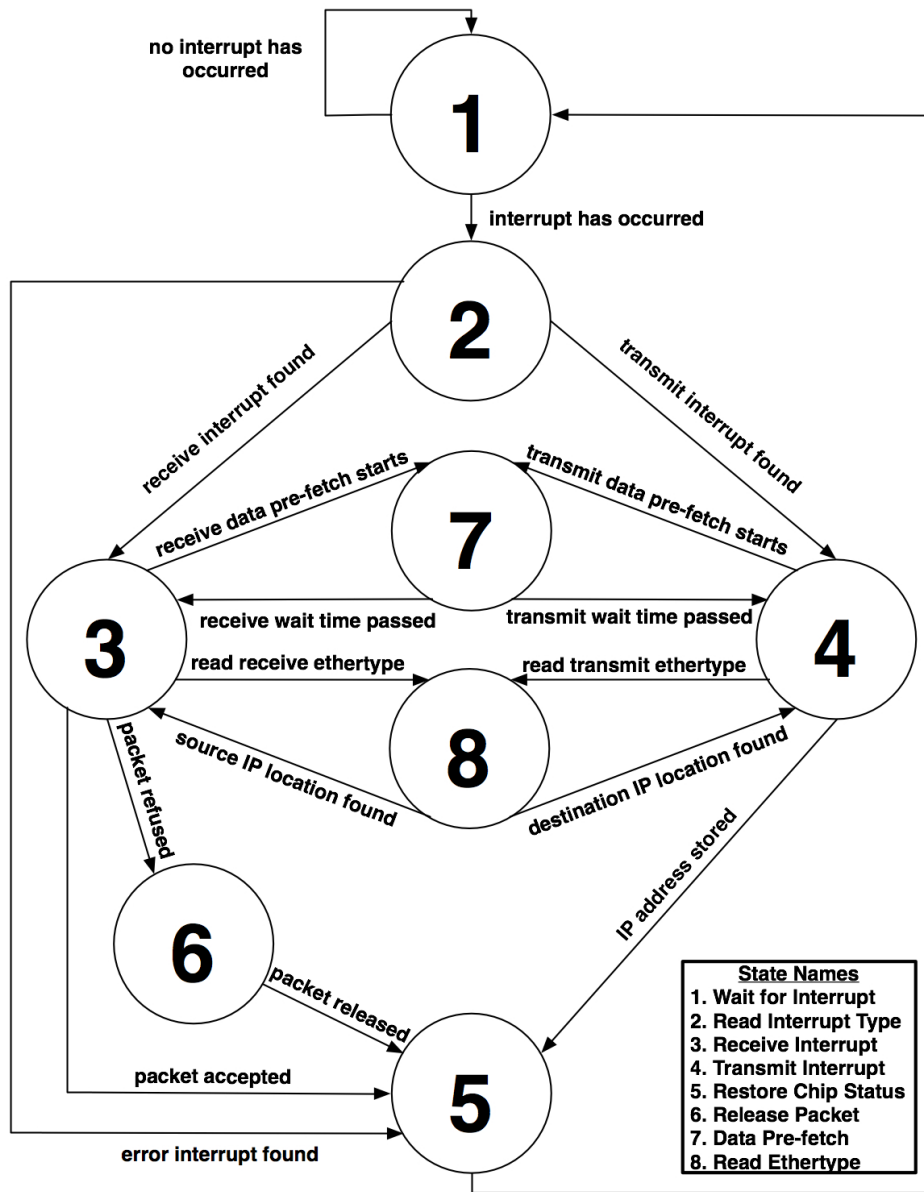 no interrupt has
occurred
1
interrupt has occurred
2
receive interrupt found
transmit interrupt found
receive data pre-fetch starts
transmit data pre-fetch starts
7
receive wait time passed
transmit wait time passed
3
4
read receive ethertype
read transmit ethertype
8
source IP location found
destination IP location found
packet refused
IP address stored
6
packet released
packet accepted
5
error interrupt found
State Names
1. Wait for Interrupt
2. Read Interrupt Type
3. Receive Interrupt
4. Transmit Interrupt
5. Restore Chip Status
6. Release Packet
7. Data Pre-fetch
8. Read Ethertype